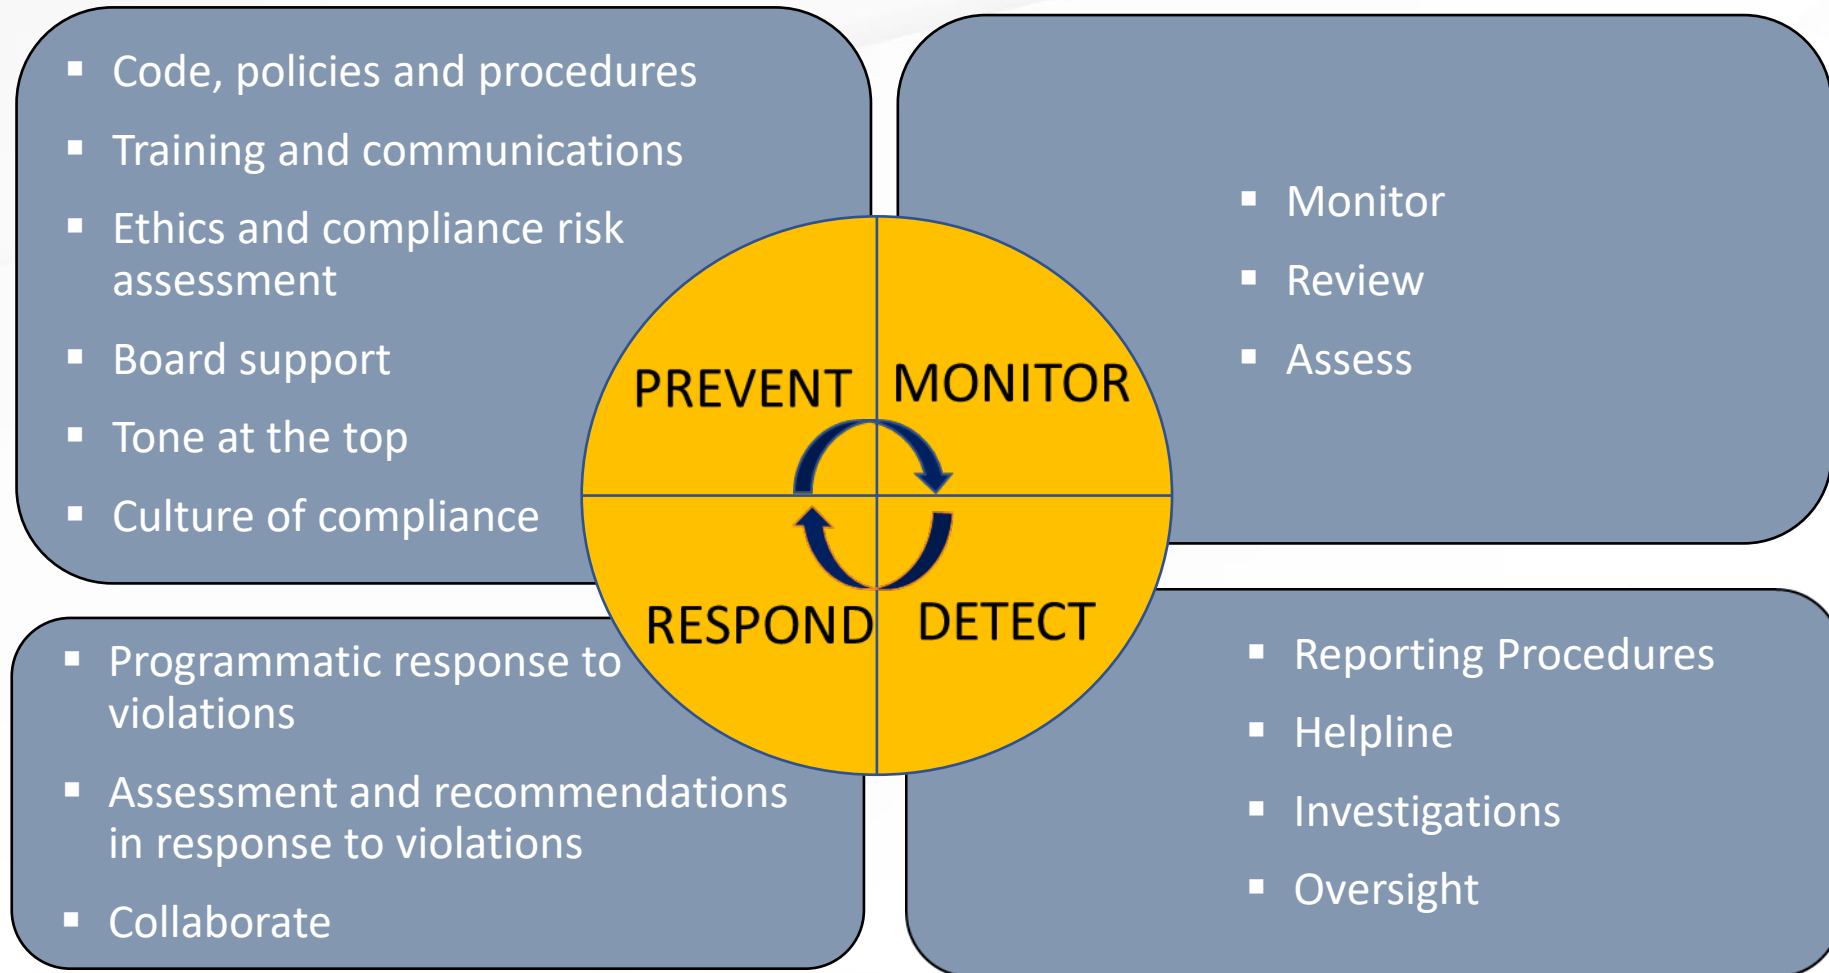 ▪ Code, policies and procedures
▪ Training and communications
▪ Ethics and compliance risk
assessment
▪ Board support
▪ Tone at the top
▪ Culture of compliance
▪ Monitor
▪ Review
▪ Assess
PREVENT
MONITOR
RESPOND
DETECT
▪ Programmatic response to
violations
▪ Assessment and recommendations
in response to violations
▪ Collaborate
▪ Reporting Procedures
▪ Helpline
▪ Investigations
▪ Oversight